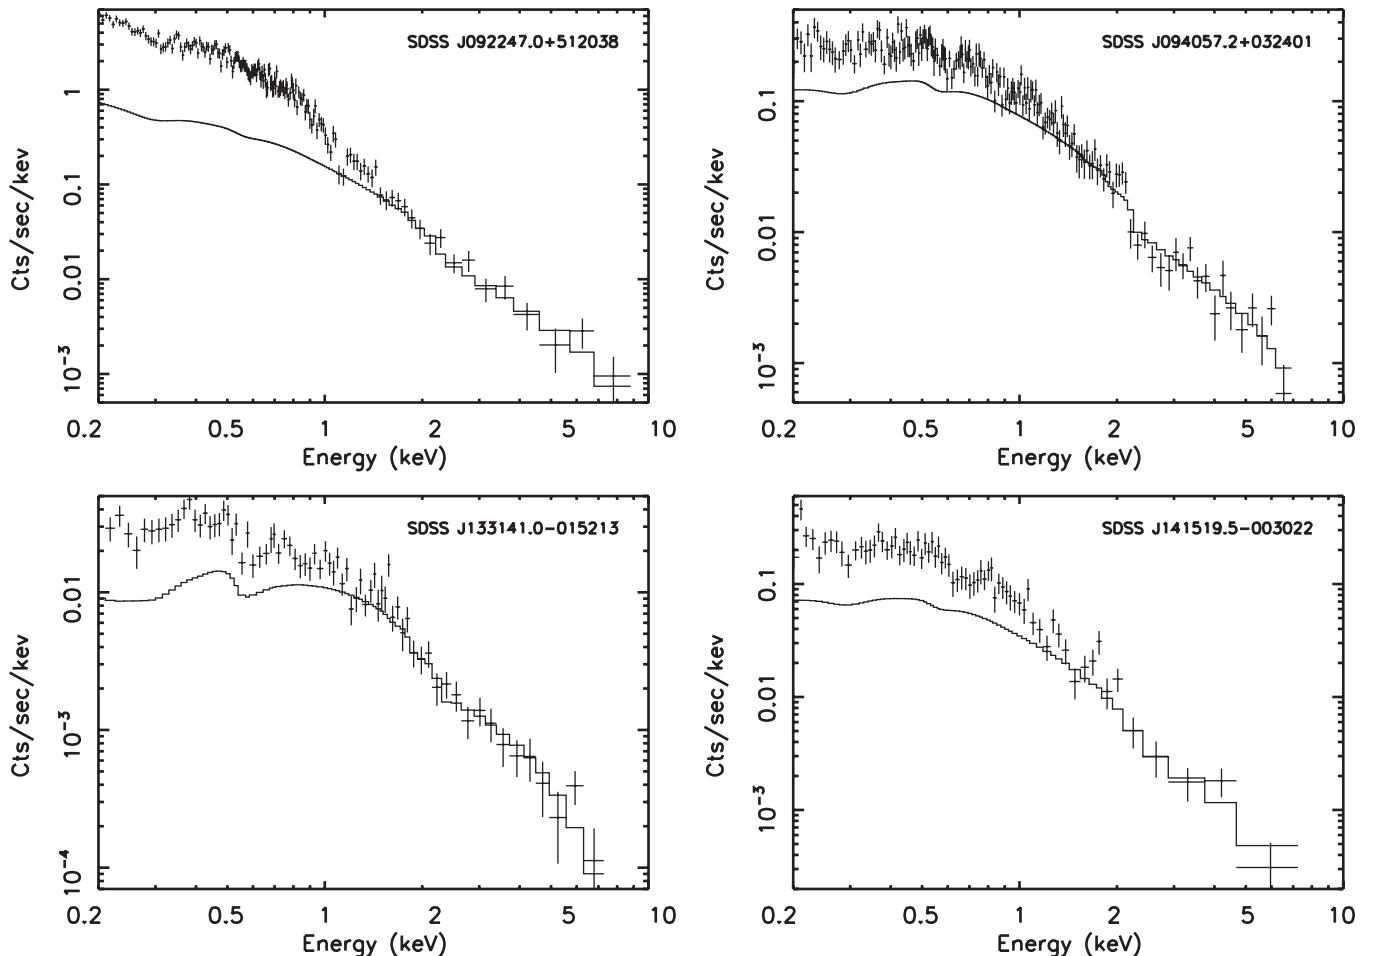 SDSS J092247.0+512038
Cts/sec/kev
1
0.1
0.01
10−3
0.2 0.5 1 2 5 10
Energy (keV)
SDSS J094057.2+032401
Cts/sec/kev
0.1
0.01
10−3
0.2 0.5 1 2 5 10
Energy (keV)
SDSS J133141.0−015213
Cts/sec/kev
0.01
10−3
10−4
0.2 0.5 1 2 5 10
Energy (keV)
SDSS J141519.5−003022
Cts/sec/kev
0.1
0.01
10−3
0.2 0.5 1 2 5 10
Energy (keV)